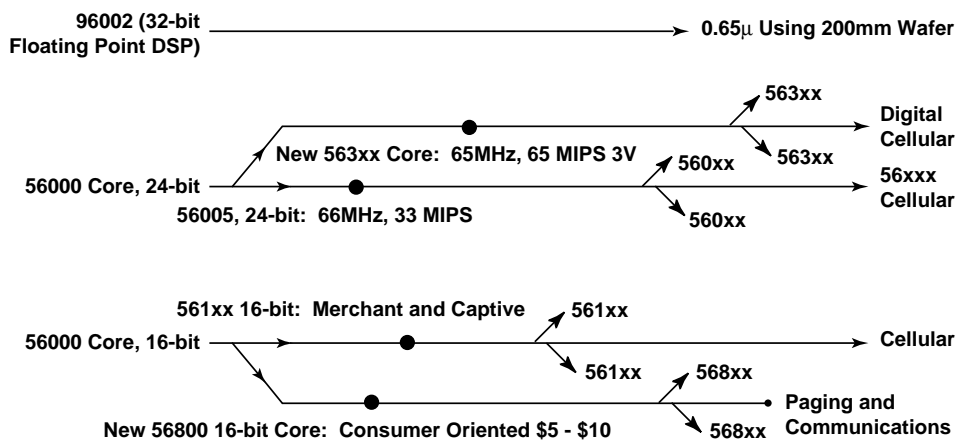 96002 (32-bit
Floating Point DSP)
0.65µ Using 200mm Wafer
563xx
Digital
Cellular
563xx
New 563xx Core: 65MHz, 65 MIPS 3V
560xx
56000 Core, 24-bit
56xxx
Cellular
56005, 24-bit: 66MHz, 33 MIPS
560xx
561xx 16-bit: Merchant and Captive
561xx
56000 Core, 16-bit
Cellular
561xx
568xx
Paging and
Communications
New 56800 16-bit Core: Consumer Oriented $5 - $10
568xx